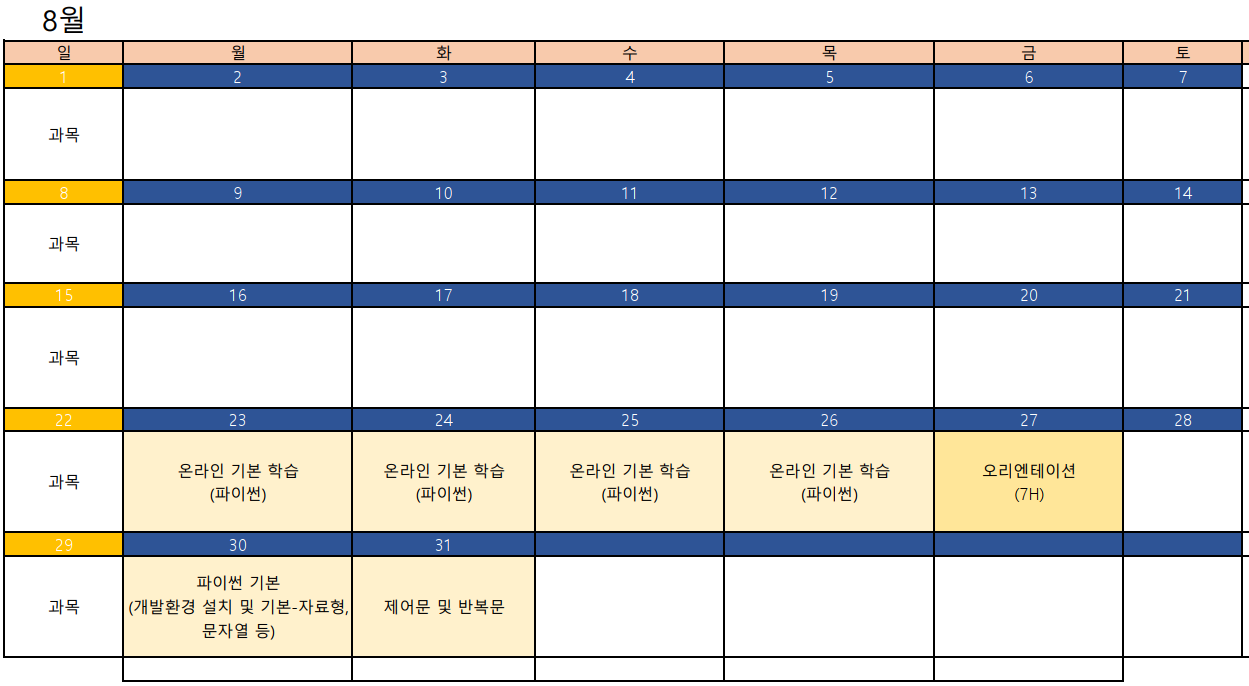 8월
일 월 화 수 목 금 토
1 2 3 4 5 6 7
과목
8 9 10 11 12 13 14
과목
15 16 17 18 19 20 21
과목
22 23 24 25 26 27 28
과목
온라인 기본 학습
(파이썬)
온라인 기본 학습
(파이썬)
온라인 기본 학습
(파이썬)
온라인 기본 학습
(파이썬)
오리엔테이션
(7H)
29 30 31
과목
파이썬 기본
(개발환경 설치 및 기본-자료형,
문자열 등)
제어문 및 반복문